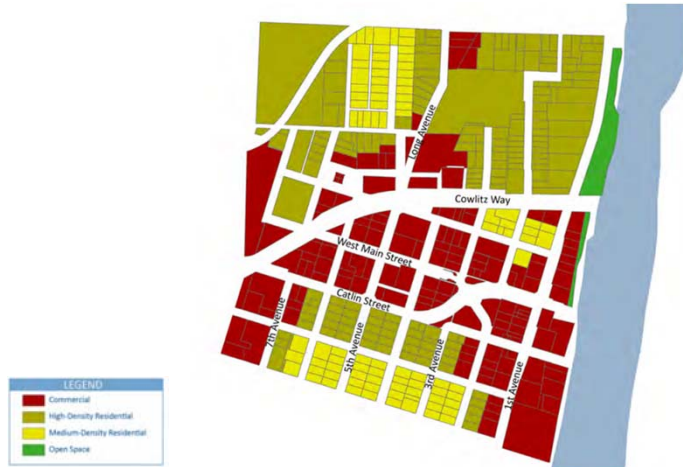 Long Avenue
Cowlitz Way
West Main Street
Catlin Street
7th Avenue
5th Avenue
3rd Avenue
1st Avenue
LEGEND
Commercial
High-Density Residential
Medium-Density Residential
Open Space